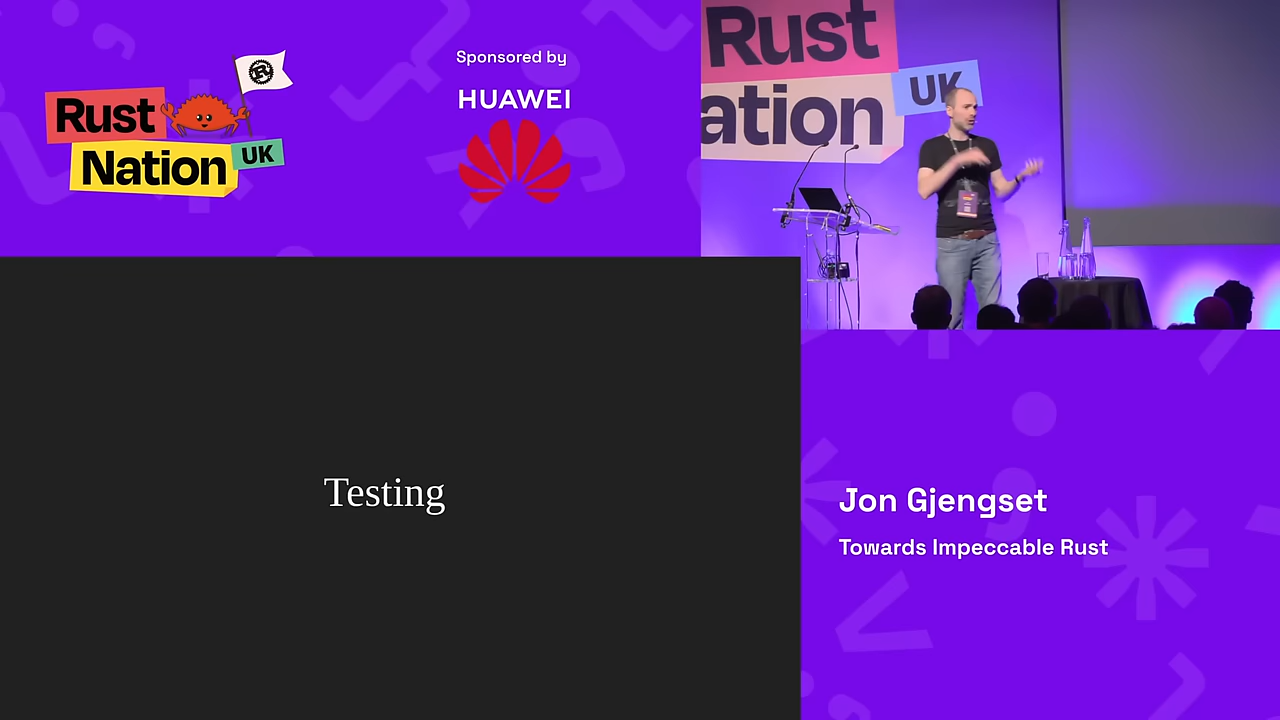 Rust
Nation
UK
Sponsored by
HUAWEI
Rust
ation
UK
Testing
Jon Gjengset
Towards Impeccable Rust